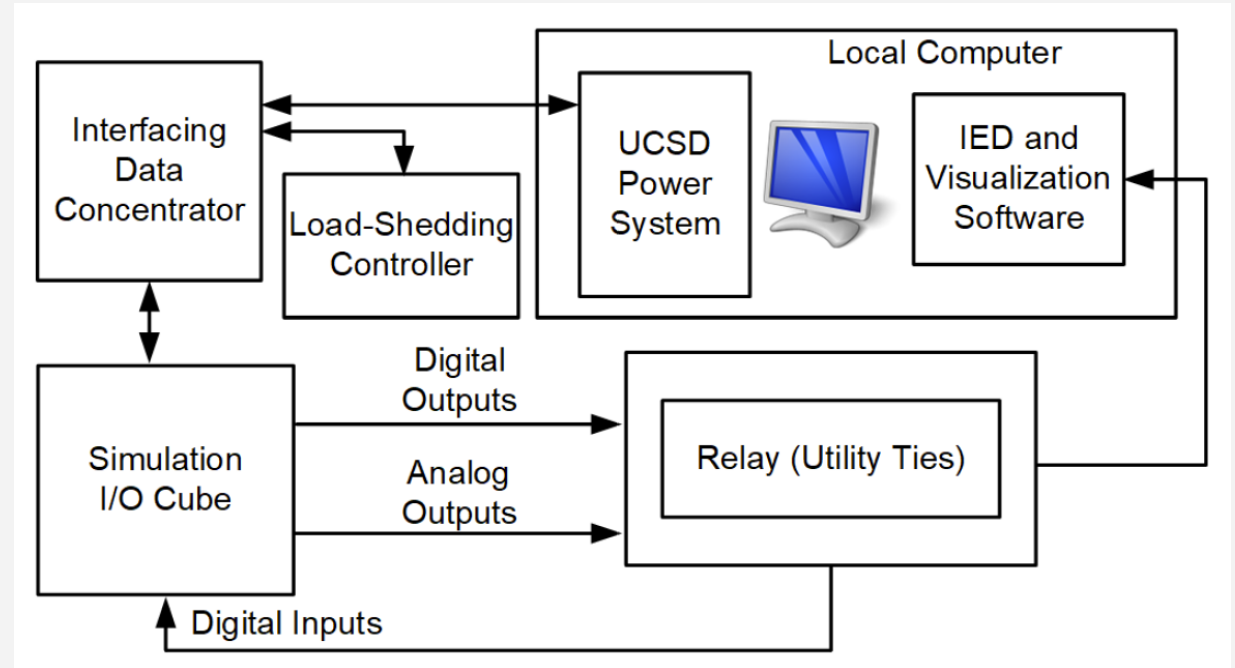 Local Computer
Interfacing
Data
Concentrator
UCSD
Power
System
IED and
Visualization
Software
Load-Shedding
Controller
Digital
Outputs
Simulation
I/O Cube
Analog
Outputs
Relay (Utility Ties)
Digital Inputs